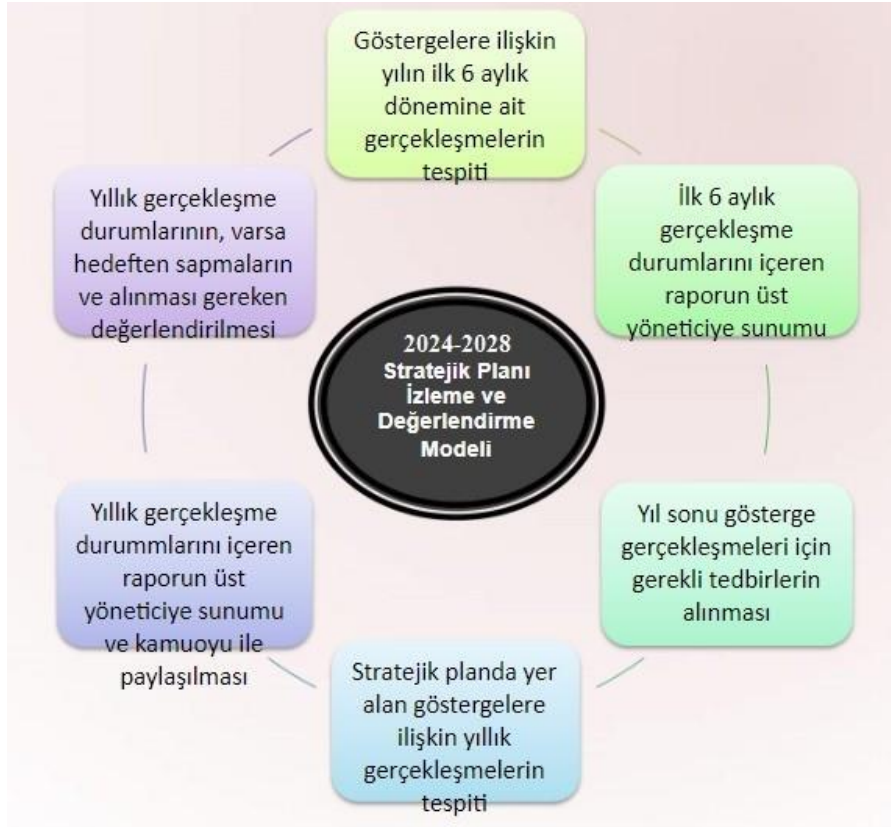 Göstergelere ilişkin
yılın ilk 6 aylık
dönemine ait
gerçekleşmelerin
tespiti
İlk 6 aylık
gerçekleşme
durumlarını içeren
raporun üst
yöneticiye sunumu
Yıl sonu gösterge
gerçekleşmeleri için
gerekli tedbirlerin
alınması
Stratejik planda yer
alan göstergelere
ilişkin yıllık
gerçekleşmelerin
tespiti
Yıllık gerçekleşme
durummlarını içeren
raporun üst
yöneticiye sunumu
ve kamuoyu ile
paylaşılması
Yıllık gerçekleşme
durumlarının, varsa
hedeften sapmaların
ve alınması gereken
değerlendirilmesi
2024-2028
Stratejik Planı
İzleme ve
Değerlendirme
Modeli